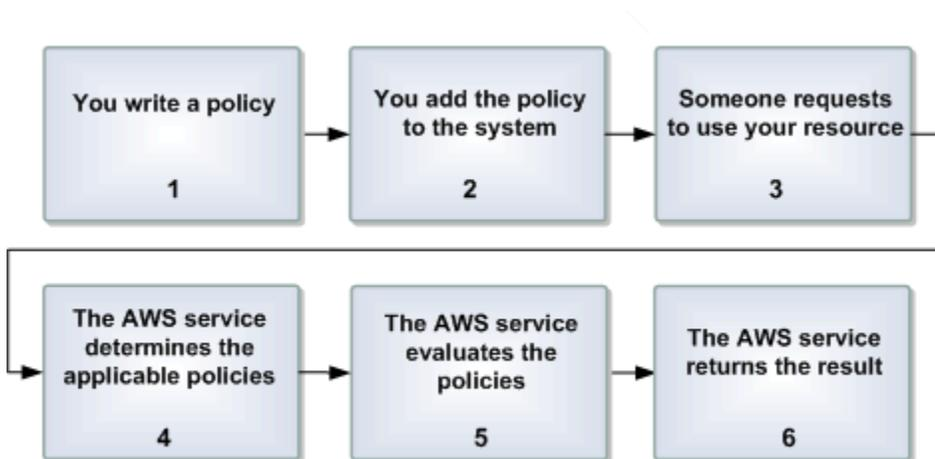 You write a policy
1
You add the policy
to the system
2
Someone requests
to use your resource
3
The AWS service
determines the
applicable policies
4
The AWS service
evaluates the
policies
5
The AWS service
returns the result
6